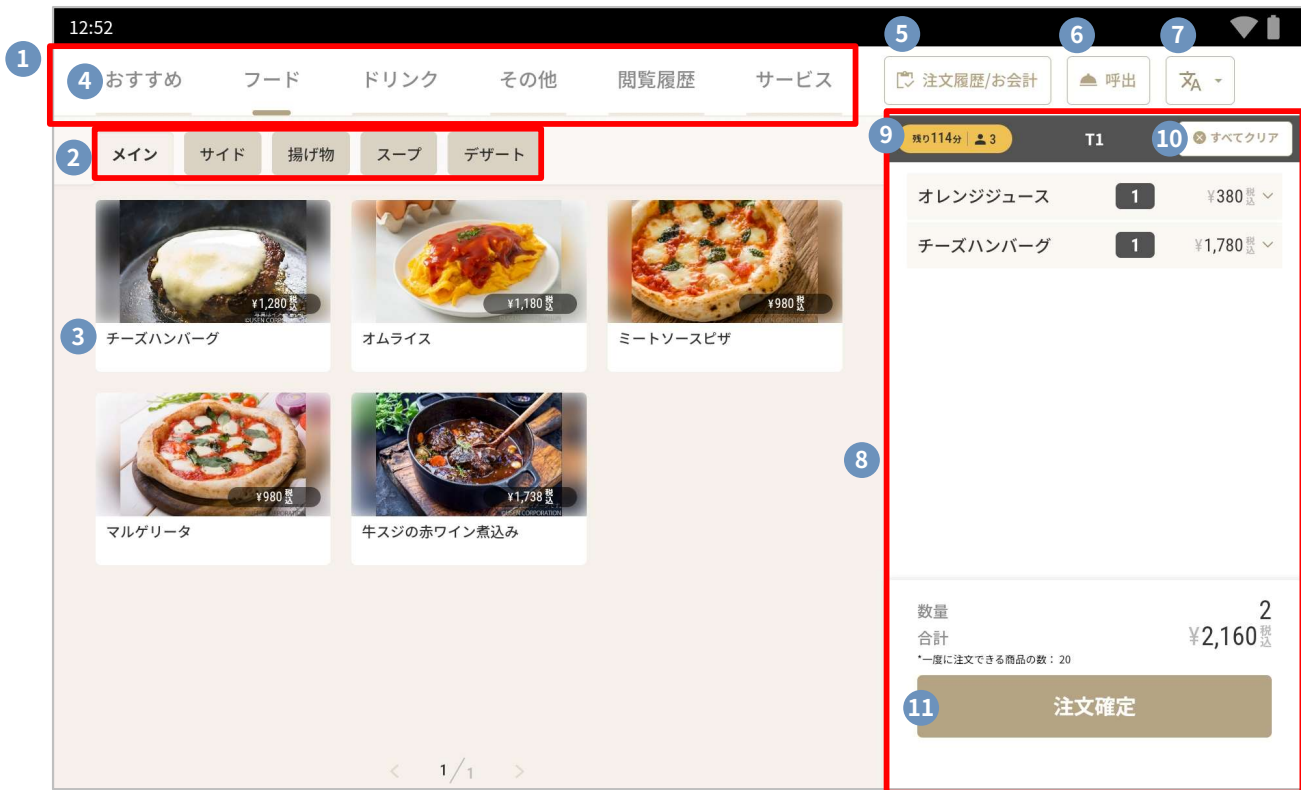 12:52
1
4 おすすめ フード ドリンク その他 閲覧履歴 サービス
5 注文履歴/お会計
6 呼出
7
2 メイン サイド 揚げ物 スープ デザート
3
¥1,280 税込
©USEN CORPORATION
チーズハンバーグ
¥1,180 税込
オムライス
¥980 税込
ミートソースピザ
¥980 税込
©USEN CORPORATION
マルゲリータ
¥1,738 税込
©USEN CORPORATION
牛スジの赤ワイン煮込み
1/1
8
9 残り114分 3 T1 10 すべてクリア
オレンジジュース 1 ¥380 税込
チーズハンバーグ 1 ¥1,780 税込
数量 2
合計 ¥2,160 税込
*一度に注文できる商品の数： 20
11 注文確定